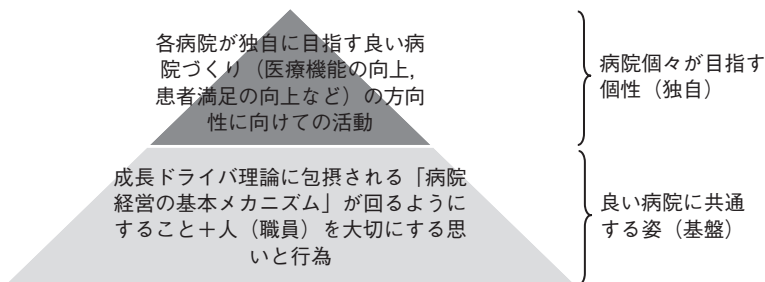 各病院が独自に目指す良い病
院づくり（医療機能の向上，
患者満足の向上など）の方向
性に向けての活動
病院個々が目指す
個性（独自）
成長ドライバ理論に包摂される「病院
経営の基本メカニズム」が回るように
すること＋人（職員）を大切にする思
いと行為
良い病院に共通
する姿（基盤）